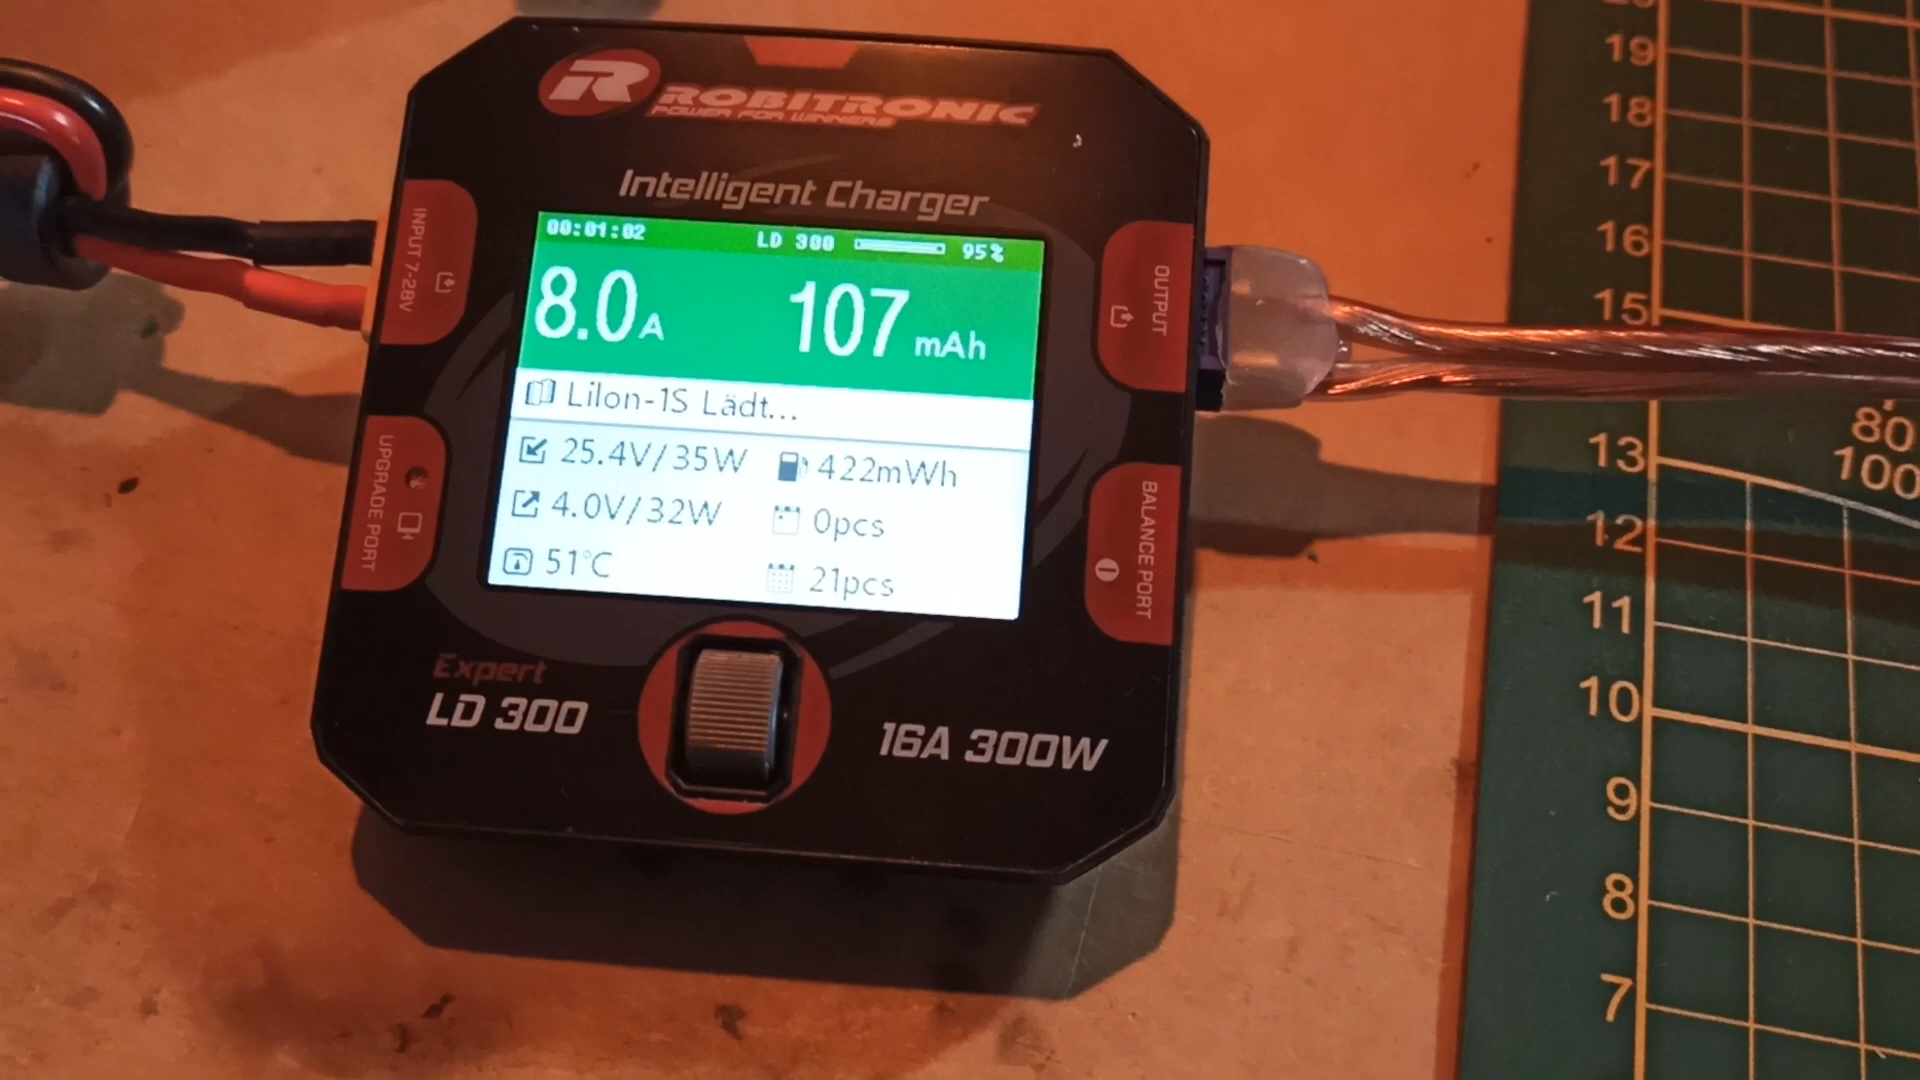 ROBITRONIC
POWER FOR WINNERS
Intelligent Charger
00:01:02 LD 300 95%
8.0A 107 mAh
LiIon-1S Lädt...
25.4V/35W 422mWh
4.0V/32W 0pcs
51°C 21pcs
INPUT 7-28V
UPGRADE PORT
OUTPUT
BALANCE PORT
Expert
LD 300
16A 300W
19
18
17
16
15
13
12
11
10
9
8
7
80
100